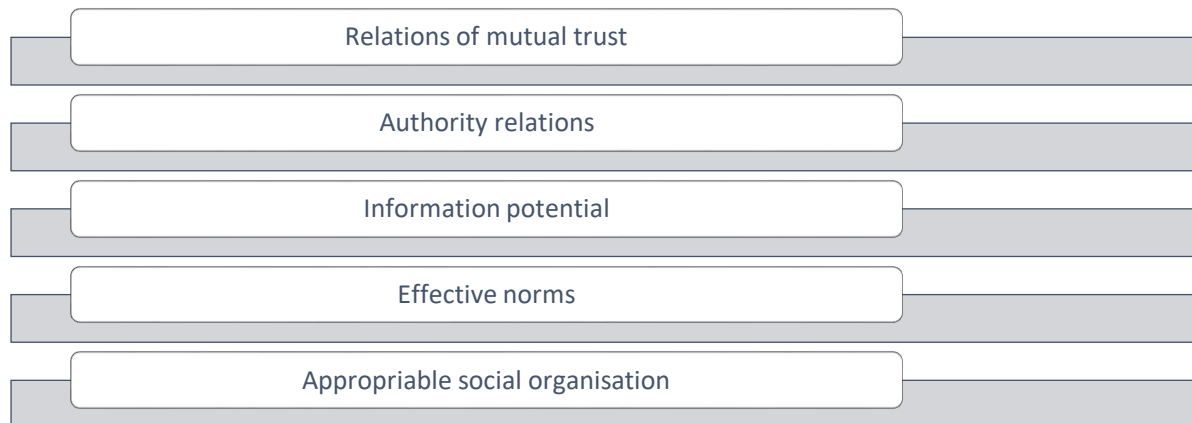 Relations of mutual trust
Authority relations
Information potential
Effective norms
Appropriable social organisation